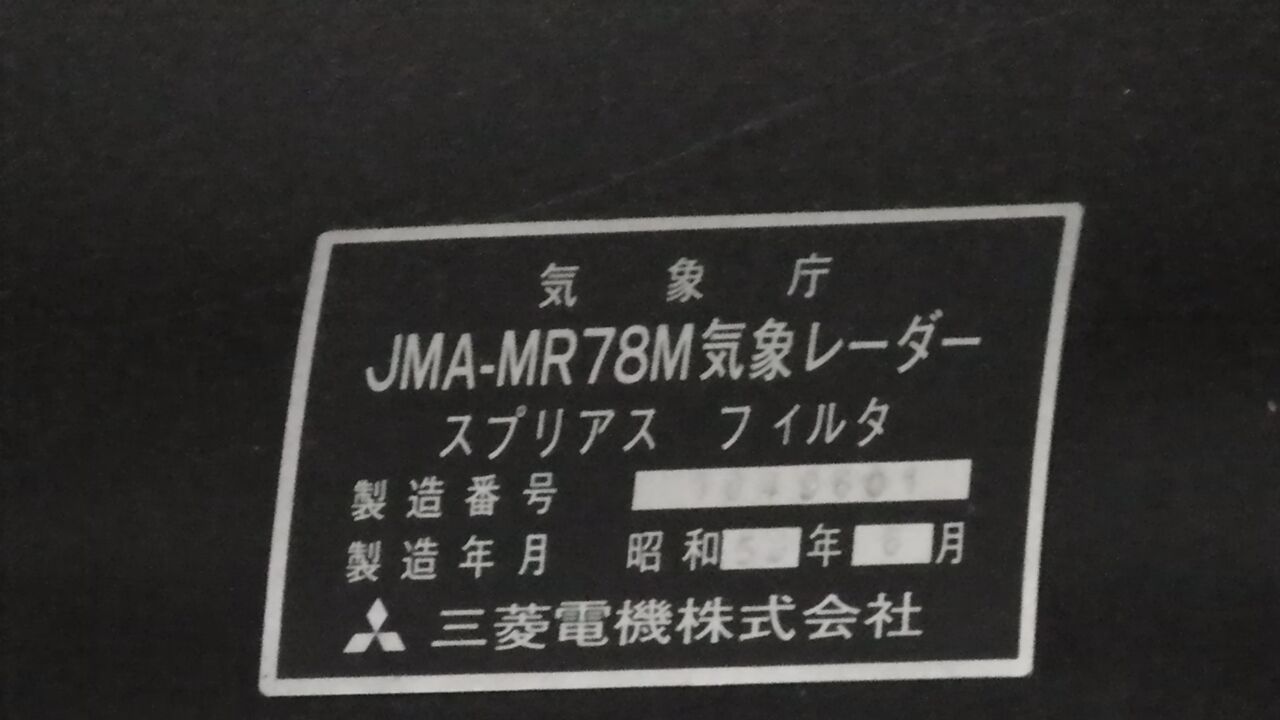 気象庁
JMA-MR78M気象レーダー
スプリアス フィルタ
製造番号
製造年月 昭和 年 月
三菱電機株式会社